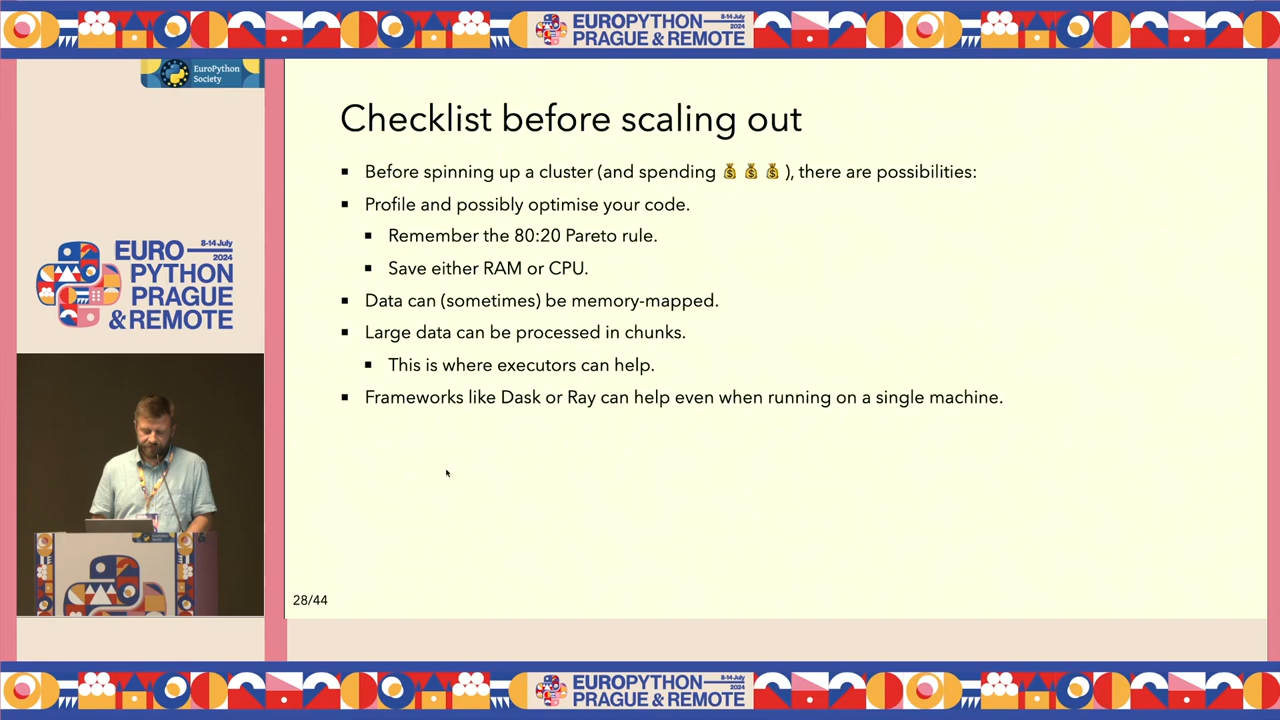 EUROPYTHON 8-14 July
PRAGUE & REMOTE 2024
EuroPython
Society
EURO 8-14 July
PYTHON 2024
PRAGUE
& REMOTE
Checklist before scaling out
▪ Before spinning up a cluster (and spending 💰 💰 💰 ), there are possibilities:
▪ Profile and possibly optimise your code.
▪ Remember the 80:20 Pareto rule.
▪ Save either RAM or CPU.
▪ Data can (sometimes) be memory-mapped.
▪ Large data can be processed in chunks.
▪ This is where executors can help.
▪ Frameworks like Dask or Ray can help even when running on a single machine.
28/44
EUROPYTHON 8-14 July
PRAGUE & REMOTE 2024